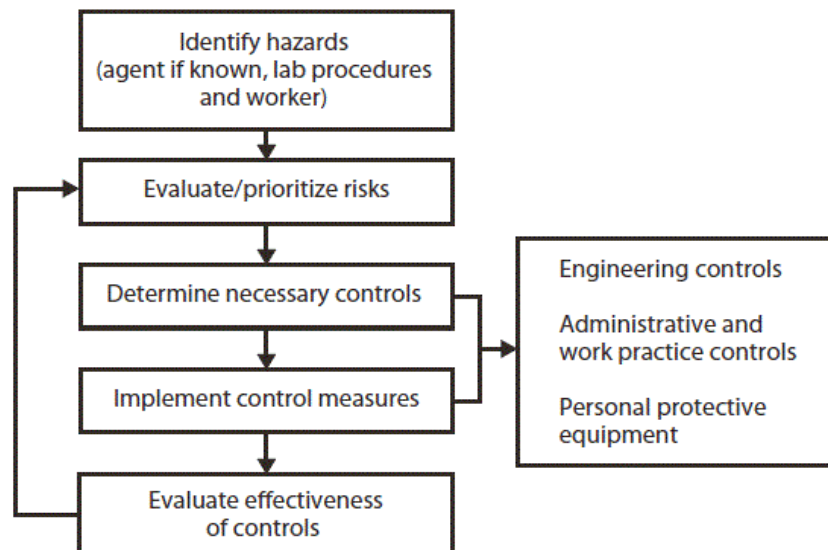 Identify hazards
(agent if known, lab procedures
and worker)
Evaluate/prioritize risks
Determine necessary controls
Implement control measures
Evaluate effectiveness
of controls
Engineering controls
Administrative and
work practice controls
Personal protective
equipment